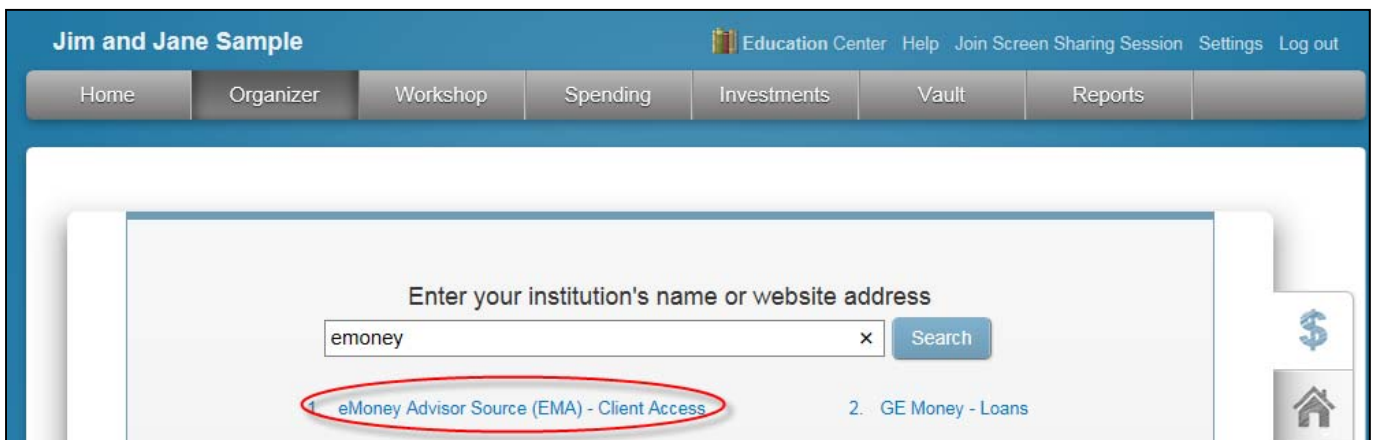 Jim and Jane Sample Education Center Help Join Screen Sharing Session Settings Log out
Home Organizer Workshop Spending Investments Vault Reports
Enter your institution's name or website address
emoney × Search
1. eMoney Advisor Source (EMA) - Client Access 2. GE Money - Loans
$